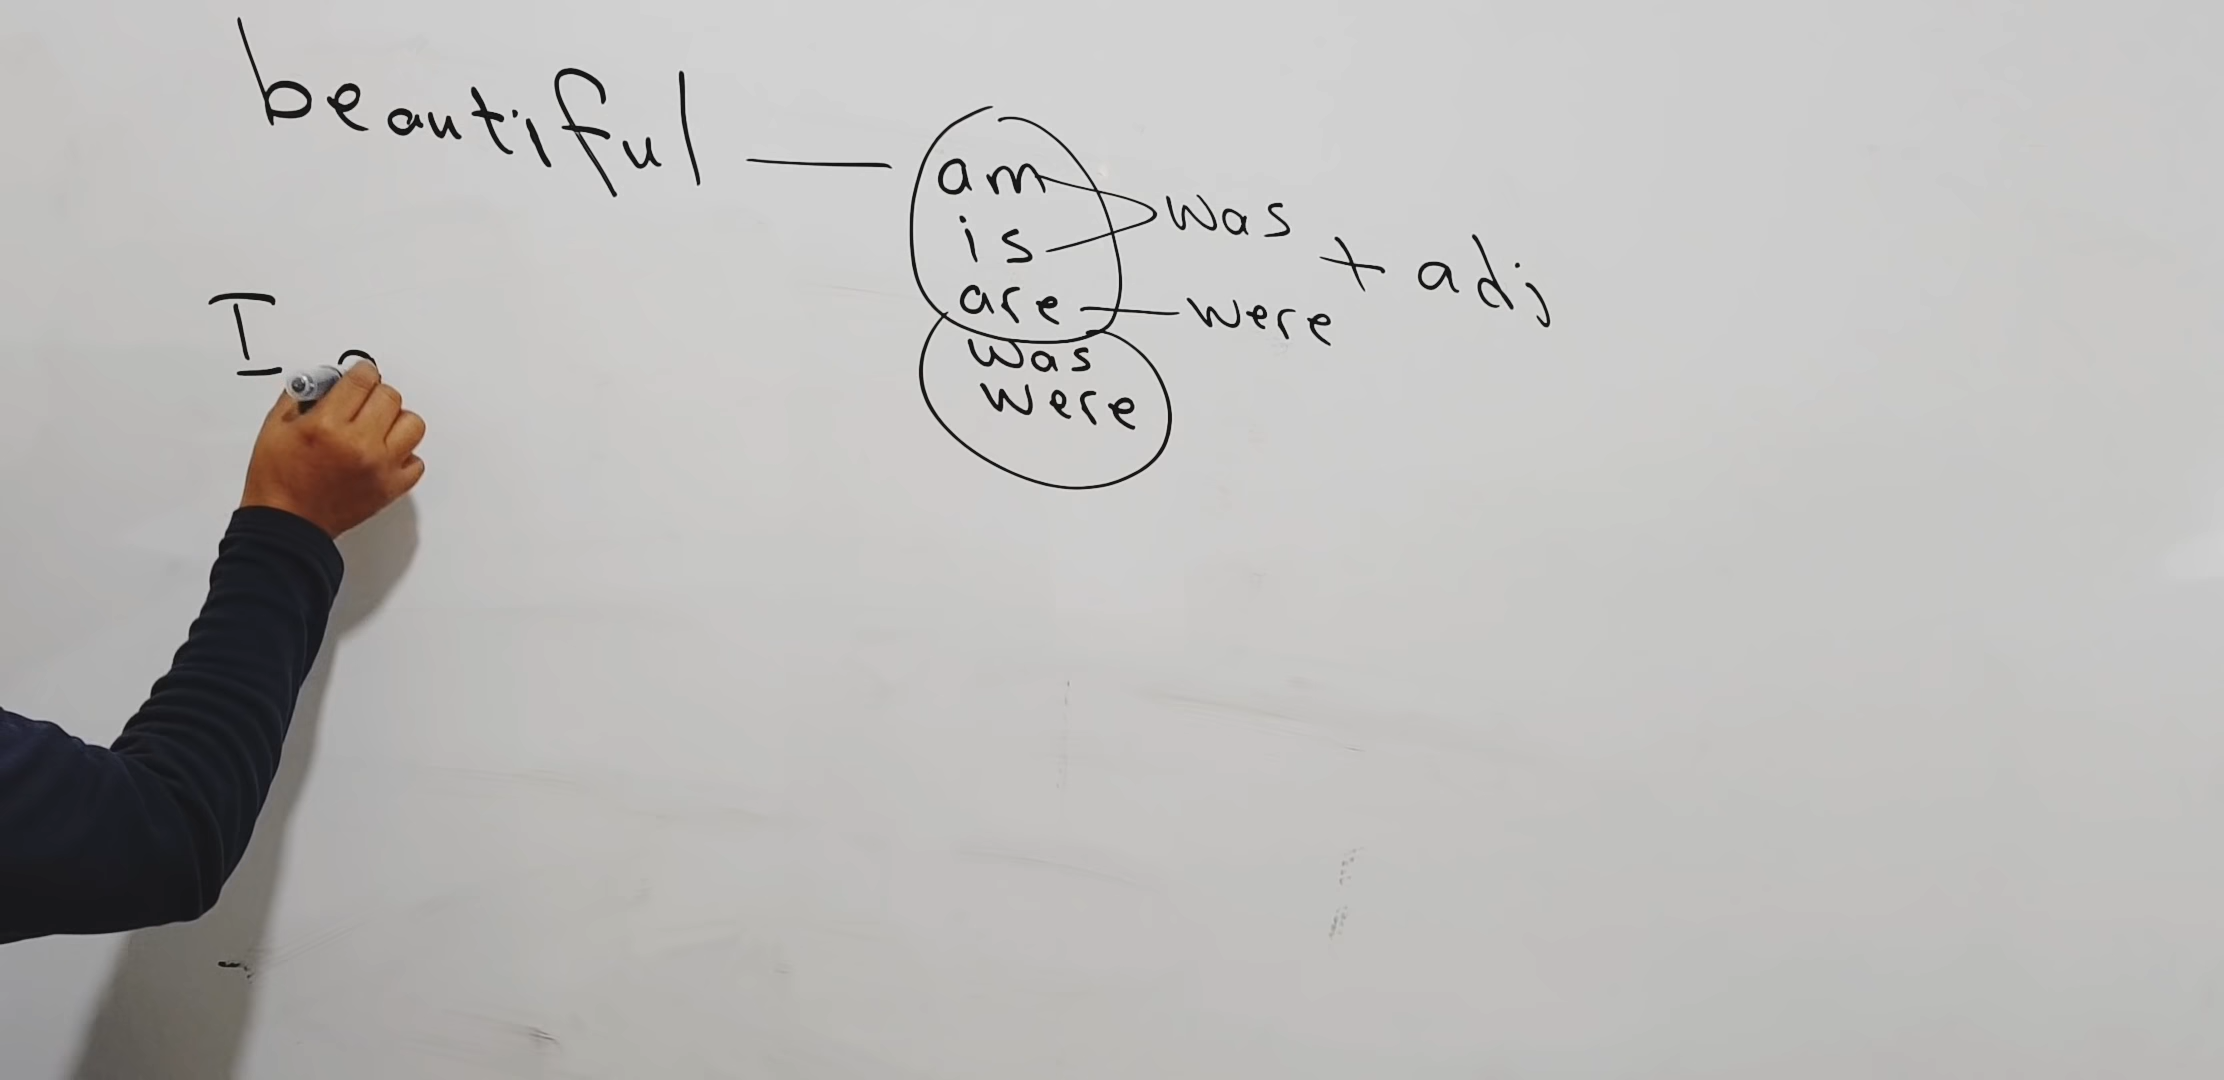 beautiful — am
is
are
was
were
was
were
+ adj
I